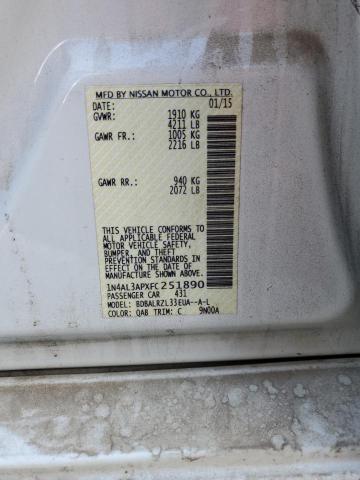 MFD BY NISSAN MOTOR CO., LTD.
DATE: 01/15
GVWR: 1910 KG
4211 LB
GAWR FR: 1005 KG
2216 LB
GAWR RR: 940 KG
2072 LB
THIS VEHICLE CONFORMS TO
ALL APPLICABLE FEDERAL
MOTOR VEHICLE SAFETY,
BUMPER, AND THEFT
PREVENTION STANDARDS
IN EFFECT ON THE DATE OF
MANUFACTURE SHOWN ABOVE.
1N4AL3APXFC251890
PASSENGER CAR 431
MODEL: BDBALRZL33EUA--A-L
COLOR: QAB TRIM: C 9N00A